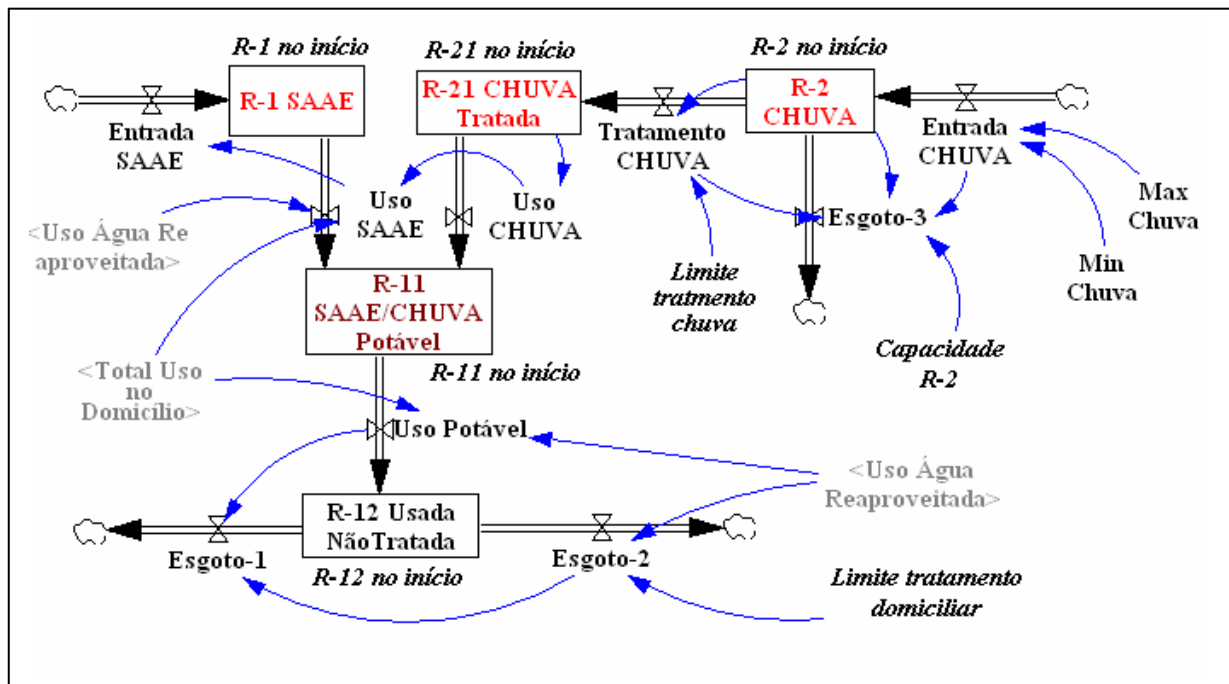 R-1 no início
R-21 no início
R-2 no início
R-1 SAAE
R-21 CHUVA
Tratada
R-2
CHUVA
Entrada
SAAE
Tratamento
CHUVA
Entrada
CHUVA
Uso
SAAE
Uso
CHUVA
Esgoto-3
Max
Chuva
<Uso Água Re
aproveitada>
Min
Chuva
Limite
tratmento
chuva
R-11
SAAE/CHUVA
Potável
R-11 no início
Capacidade
R-2
<Total Uso
no
Domicílio>
Uso Potável
<Uso Água
Reaproveitada>
R-12 Usada
NãoTratada
Esgoto-1
Esgoto-2
R-12 no início
Limite tratamento
domiciliar